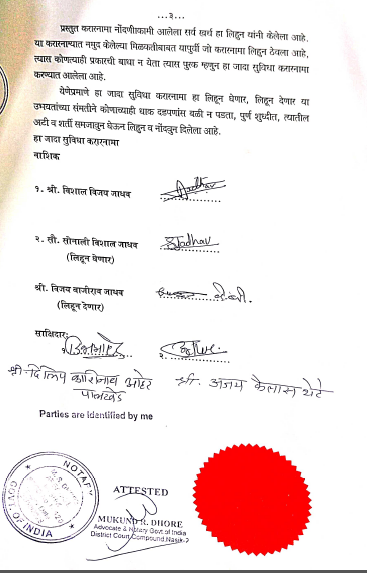 ...३...
प्रस्तुत करारनामा नोंदणीकामी आलेला सर्व खर्च हा लिहुन यांनी केलेला आहे.
या करारनाम्यात नमुद केलेल्या मिळकतीबाबत यापुर्वी जो करारनामा लिहुन ठेवला आहे,
त्यास कोणत्याही प्रकारची बाधा न येता त्यास पुरक म्हणुन हा जादा सुविधा करारनामा
करण्यात आलेला आहे.
येणेप्रमाणे हा जादा सुविधा करारनामा हा लिहुन घेणार, लिहुन देणार या
उभयतांच्या संमतीने कोणाच्याही धाक दडपणास बळी न पडता, पुर्ण शुध्दीत, त्यातील
अटी व शर्ती समजावुन घेऊन लिहुन व नोंदवुन दिलेला आहे.
हा जादा सुविधा करारनामा
नाशिक
१- श्री. विशाल विजय जाधव
Jadhav
२- सौ. सोनाली विशाल जाधव
SJadhav
(लिहुन घेणार)
श्री. विजय बाजीराव जाधव
(लिहुन देणार)
साक्षिदार:
१. २.
श्री. दिलिप काशिनाथ आहेर श्री. अजय कैलास शेटे
पालखेड
Parties are identified by me
NOTARY
GOVT OF INDIA
ATTESTED
MUKUND R. DHORE
Advocate & Notary Govt of India
District Court Compound, Nasik-2